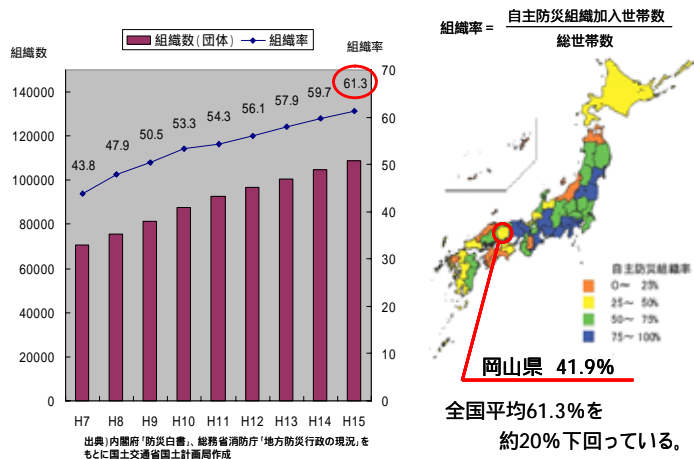 組織数(団体) 組織率
組織数
組織率
43.8 47.9 50.5 53.3 54.3 56.1 57.9 59.7 61.3
140000
120000
100000
80000
60000
40000
20000
0
70
60
50
40
30
20
10
0
H7 H8 H9 H10 H11 H12 H13 H14 H15
出典)内閣府「防災白書」、総務省消防庁「地方防災行政の現況」を
もとに国土交通省国土計画局作成
組織率= 自主防災組織加入世帯数
総世帯数
自主防災組織率
0~ 25%
25~ 50%
50~ 75%
75~100%
岡山県 41.9%
全国平均61.3%を
約20%下回っている。